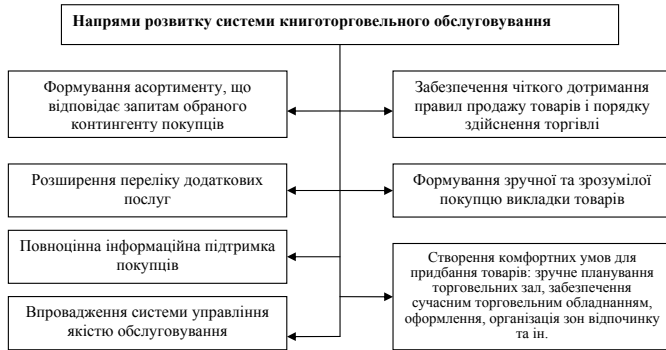 Напрями розвитку системи книготорговельного обслуговування
Формування асортименту, що
відповідає запитам обраного
контингенту покупців
Забезпечення чіткого дотримання
правил продажу товарів і порядку
здійснення торгівлі
Розширення переліку додаткових
послуг
Формування зручної та зрозумілої
покупцю викладки товарів
Повноцінна інформаційна підтримка
покупців
Створення комфортних умов для
придбання товарів: зручне планування
торговельних зал, забезпечення
сучасним торговельним обладнанням,
оформлення, організація зон відпочинку
та ін.
Впровадження системи управління
якістю обслуговування